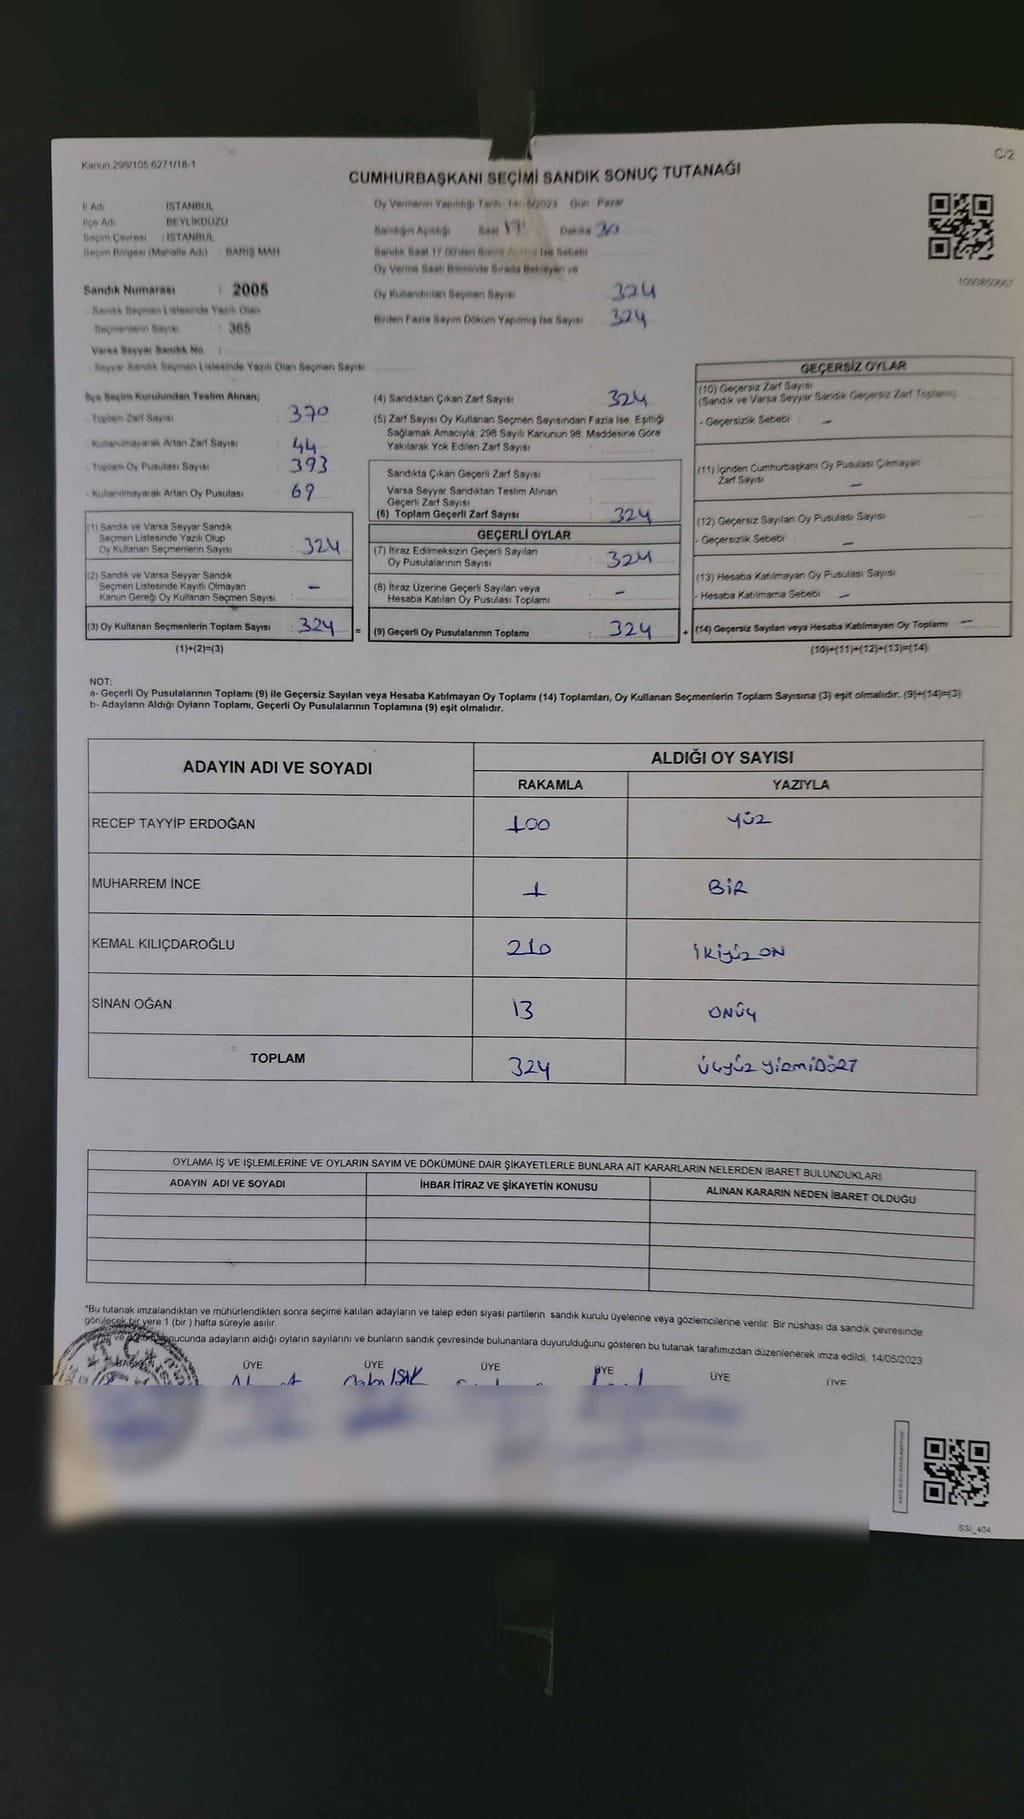 Kanun.298/105.6271/18-1
C/2
CUMHURBAŞKANI SEÇİMİ SANDIK SONUÇ TUTANAĞI
İl Adı : İSTANBUL
İlçe Adı : BEYLİKDÜZÜ
Seçim Çevresi : İSTANBUL
Seçim Bölgesi (Mahalle Adı) : BARIŞ MAH
Sandık Numarası : 2005
- Sandık Seçmen Listesinde Yazılı Olan
Seçmenlerin Sayısı : 365
Varsa Seyyar Sandık No :
- Seyyar Sandık Seçmen Listesinde Yazılı Olan Seçmen Sayısı:
Oy Vermenin Yapıldığı Tarih :14/ 5/2023 Gün : Pazar
Sandığın Açıldığı Saat 17 Dakika 30
Sandık Saat 17.00'den Sonra ise Sebebi
Oy Verme Saati Bitiminde Sırada Bekleyen ve
Oy Kullandırılan Seçmen Sayısı 324
Birden Fazla Sayım Döküm Yapılmış İse Sayısı 324
1093860667
İlçe Seçim Kurulundan Teslim Alınan;
- Toplam Zarf Sayısı : 370
- Kullanılmayarak Artan Zarf Sayısı : 44
- Toplam Oy Pusulası Sayısı : 393
- Kullanılmayarak Artan Oy Pusulası : 69
(1) Sandık ve Varsa Seyyar Sandık
Seçmen Listesinde Yazılı Olup
Oy Kullanan Seçmenlerin Sayısı : 324
(2) Sandık ve Varsa Seyyar Sandık
Seçmen Listesinde Kayıtlı Olmayan
Kanun Gereği Oy Kullanan Seçmen Sayısı : –
(3) Oy Kullanan Seçmenlerin Toplam Sayısı : 324 =
(1)+(2)=(3)
(4) Sandıktan Çıkan Zarf Sayısı : 324
(5) Zarf Sayısı Oy Kullanan Seçmen Sayısından Fazla İse, Eşitliği
Sağlamak Amacıyla; 298 Sayılı Kanunun 98. Maddesine Göre
Yakılarak Yok Edilen Zarf Sayısı :
Sandıkta Çıkan Geçerli Zarf Sayısı
Varsa Seyyar Sandıktan Teslim Alınan
Geçerli Zarf Sayısı
(6) Toplam Geçerli Zarf Sayısı : 324
GEÇERLİ OYLAR
(7) İtiraz Edilmeksizin Geçerli Sayılan
Oy Pusulalarının Sayısı : 324
(8) İtiraz Üzerine Geçerli Sayılan veya
Hesaba Katılan Oy Pusulası Toplamı : –
(9) Geçerli Oy Pusulalarının Toplamı : 324 +
GEÇERSİZ OYLAR
(10) Geçersiz Zarf Sayısı
(Sandık ve Varsa Seyyar Sandık Geçersiz Zarf Toplamı)
- Geçersizlik Sebebi : –
(11) İçinden Cumhurbaşkanı Oy Pusulası Çıkmayan
Zarf Sayısı –
(12) Geçersiz Sayılan Oy Pusulası Sayısı
- Geçersizlik Sebebi : –
(13) Hesaba Katılmayan Oy Pusulası Sayısı
- Hesaba Katılmama Sebebi : –
(14) Geçersiz Sayılan veya Hesaba Katılmayan Oy Toplamı –
(10)+(11)+(12)+(13)=(14)
NOT:
a- Geçerli Oy Pusulalarının Toplamı (9) ile Geçersiz Sayılan veya Hesaba Katılmayan Oy Toplamı (14) Toplamları, Oy Kullanan Seçmenlerin Toplam Sayısına (3) eşit olmalıdır. (9)+(14)=(3)
b- Adayların Aldığı Oyların Toplamı, Geçerli Oy Pusulalarının Toplamına (9) eşit olmalıdır.
ADAYIN ADI VE SOYADI ALDIĞI OY SAYISI
RAKAMLA YAZIYLA
RECEP TAYYİP ERDOĞAN 100 YÜZ
MUHARREM İNCE 1 BİR
KEMAL KILIÇDAROĞLU 210 İKİYÜZ ON
SİNAN OĞAN 13 ONÜÇ
TOPLAM 324 ÜÇYÜZ YİRMİDÖRT
OYLAMA İŞ VE İŞLEMLERİNE VE OYLARIN SAYIM VE DÖKÜMÜNE DAİR ŞİKAYETLERLE BUNLARA AİT KARARLARIN NELERDEN İBARET BULUNDUKLARI
ADAYIN ADI VE SOYADI İHBAR İTİRAZ VE ŞİKAYETİN KONUSU ALINAN KARARIN NEDEN İBARET OLDUĞU
*Bu tutanak imzalandıktan ve mühürlendikten sonra seçime katılan adayların ve talep eden siyasi partilerin sandık kurulu üyelerine veya gözlemcilerine verilir. Bir nüshası da sandık çevresinde
görülecek bir yere 1 (bir ) hafta süreyle asılır.
adayların aldığı oyların sayılarını ve bunların sandık çevresinde bulunanlara duyurulduğunu gösteren bu tutanak tarafımızdan düzenlenerek imza edildi. 14/05/2023
ÜYE ÜYE ÜYE ÜYE ÜYE ÜYE
T.C.
SSI_404